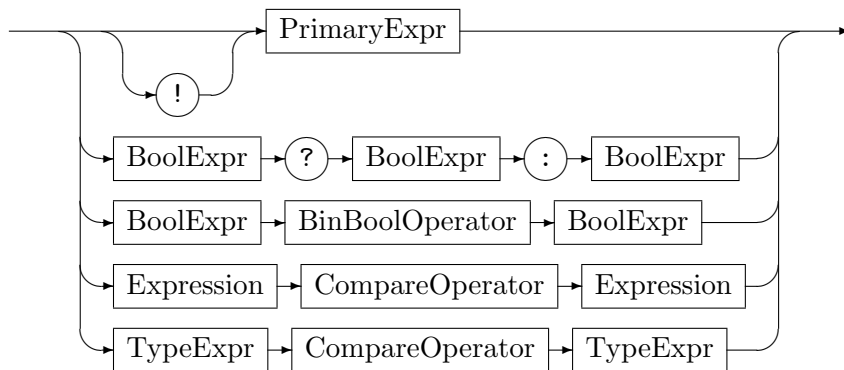 PrimaryExpr
!
BoolExpr ? BoolExpr : BoolExpr
BoolExpr BinBoolOperator BoolExpr
Expression CompareOperator Expression
TypeExpr CompareOperator TypeExpr